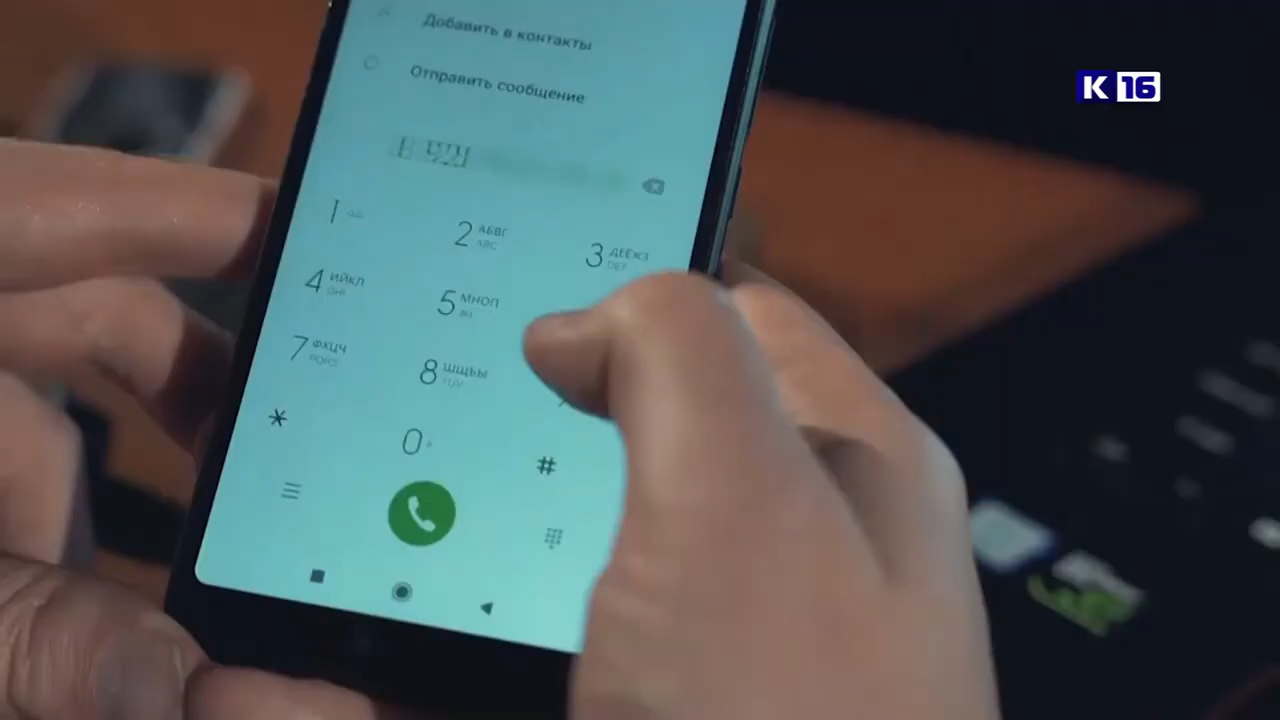 Добавить в контакты
K 16
Отправить сообщение
1
2 АБВГ
ABC
3 ДЕЁЖЗ
DEF
4 ИЙКЛ
GHI
5 МНОП
7 ФХЦЧ
PQRS
8 ШЩЪЫ
TUV
*
0 +
#